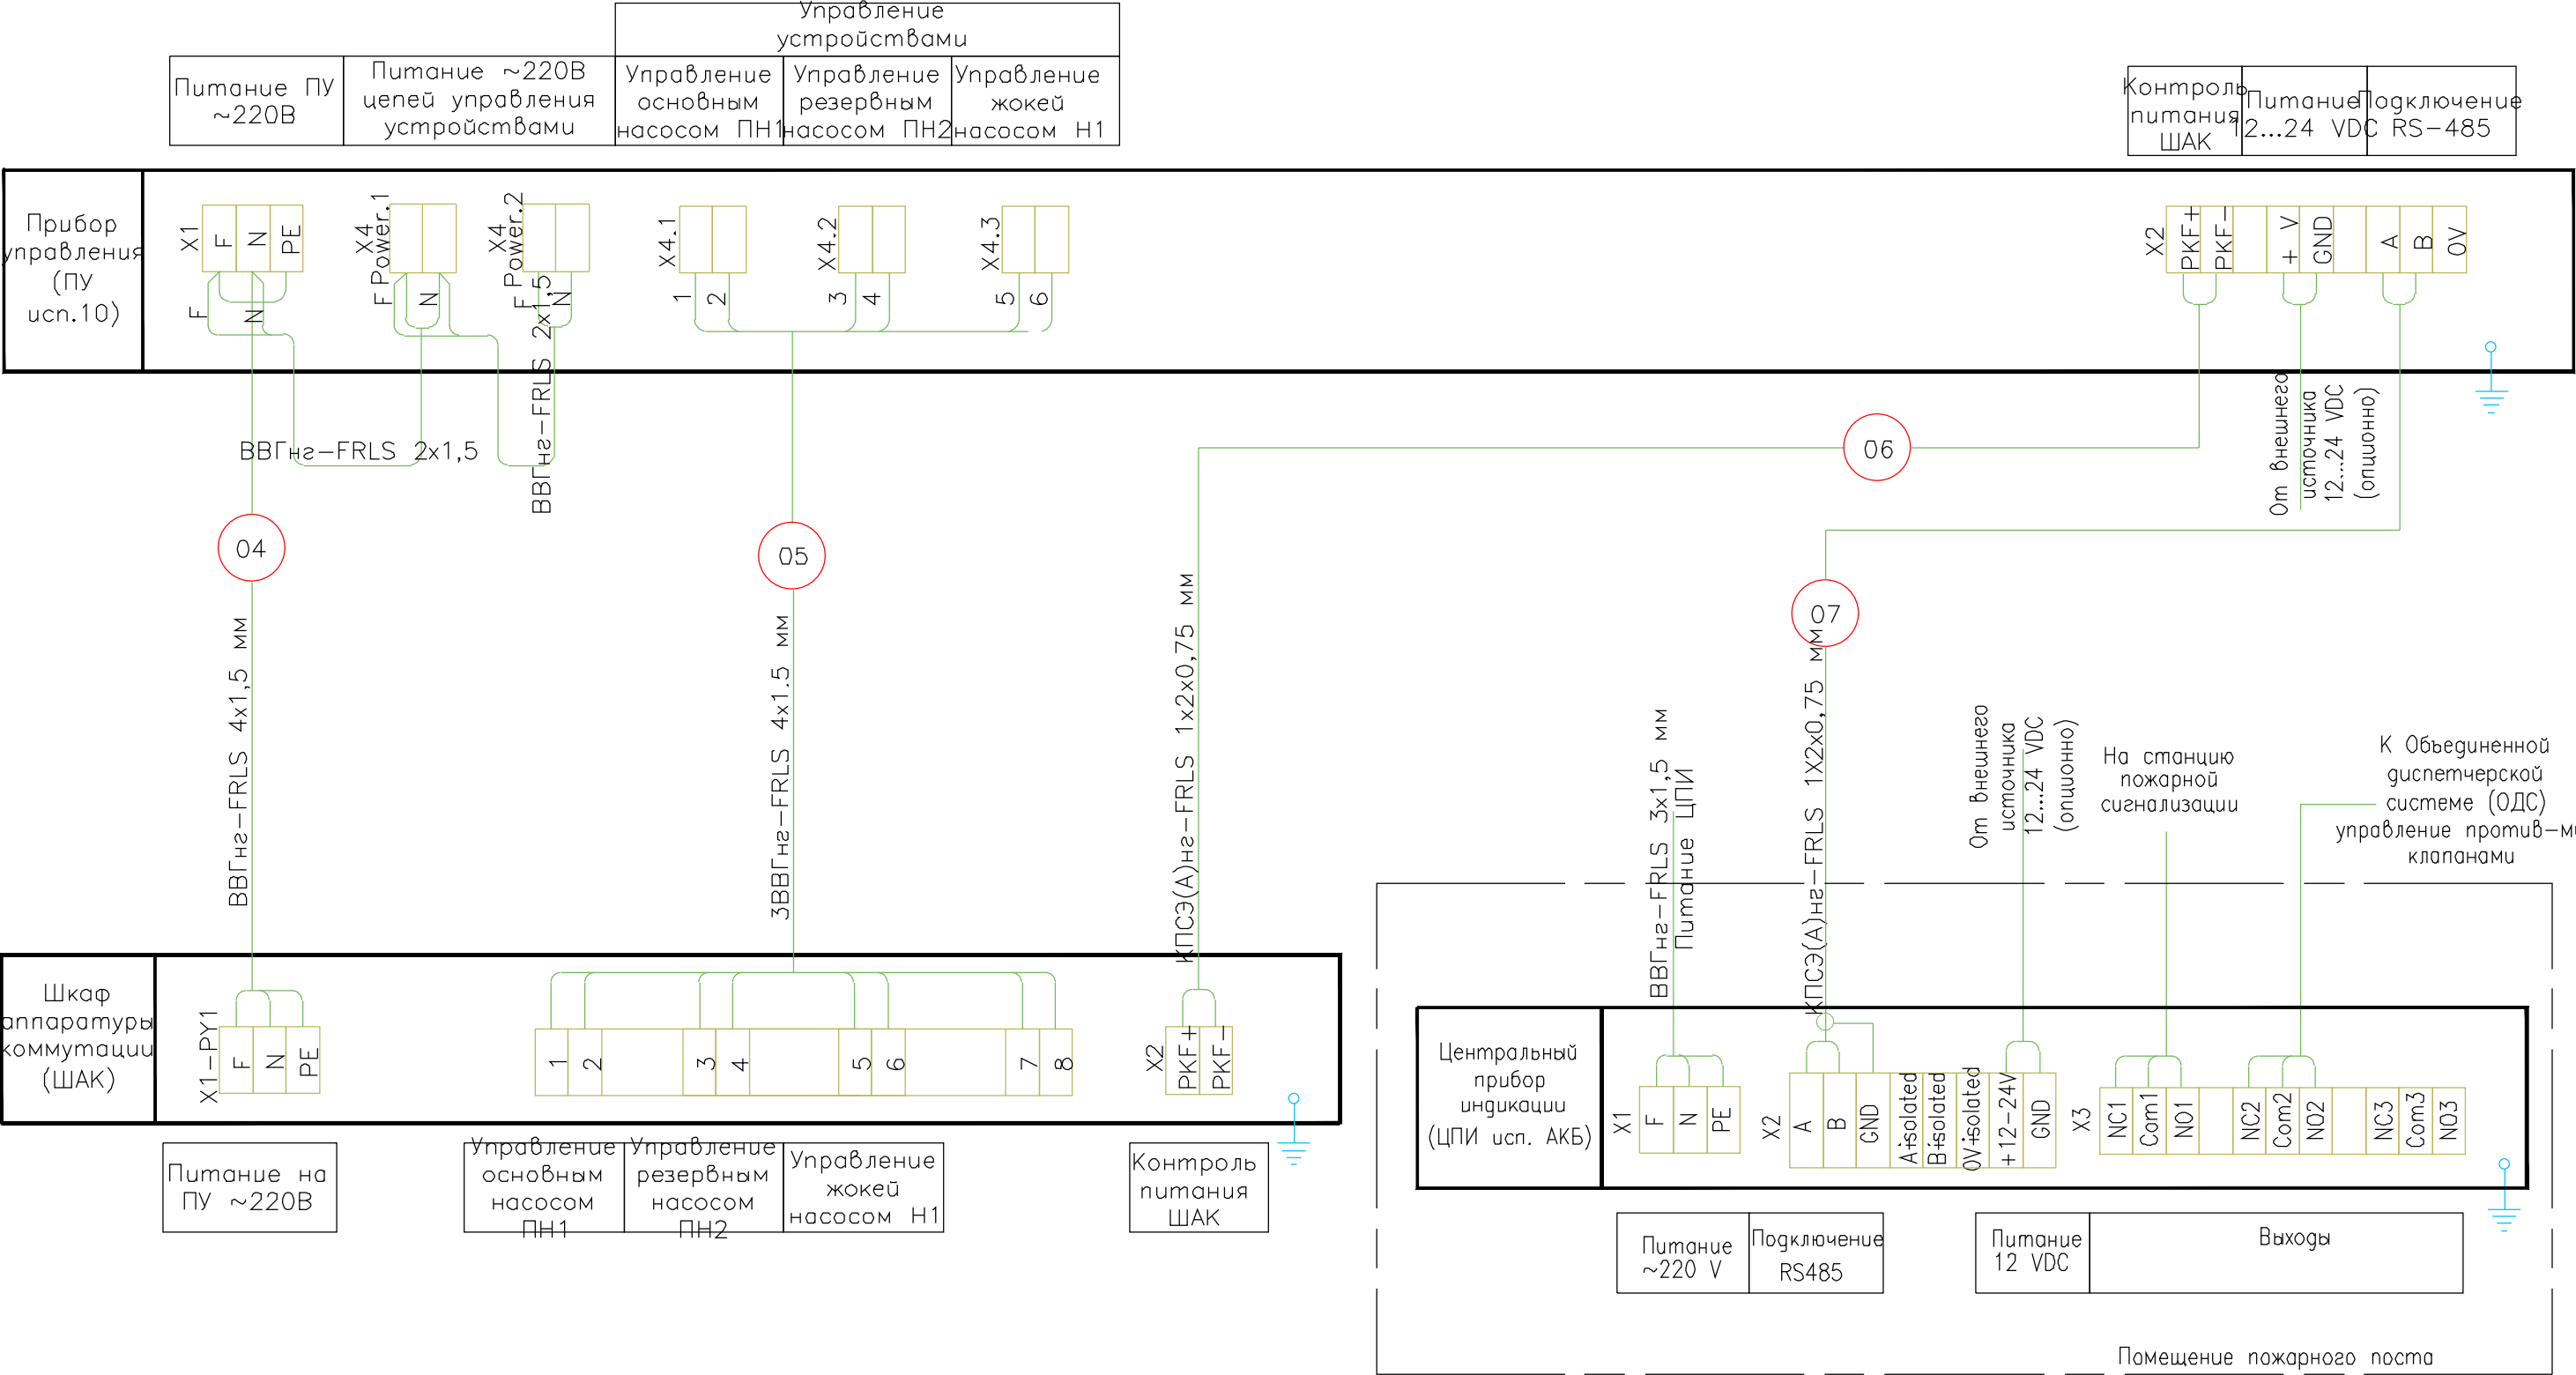 Управление
устройствами
Питание ПУ
~220В
Питание ~220В
цепей управления
устройствами
Управление
основным
насосом ПН1
Управление
резервным
насосом ПН2
Управление
жокей
насосом Н1
Контроль
питания
ШАК
Питание
12...24 VDC
Подключение
RS-485
Прибор
управления
(ПУ
исп.10)
X1
F
N
PE
F
N
X4
Power.1
F
N
X4
Power.2
F
N
X4.1
1
2
X4.2
3
4
X4.3
5
6
X2
PKF+
PKF-
+ V
GND
A
B
0V
ВВГнг-FRLS 2х1,5
ВВГнг-FRLS 2х1,5
От внешнего
источника
12...24 VDC
(опционно)
04
05
06
07
ВВГнг-FRLS 4х1,5 мм
3ВВГнг-FRLS 4х1.5 мм
КПСЭ(А)нг-FRLS 1х2х0,75 мм
КПСЭ(А)нг-FRLS 1Х2х0,75 мм
ВВГнг-FRLS 3х1,5 мм
Питание ЦПИ
От внешнего
источника
12...24 VDC
(опционно)
На станцию
пожарной
сигнализации
К Объединенной
диспетчерской
системе (ОДС)
управление против-м
клапанами
Шкаф
аппаратуры
коммутации
(ШАК)
X1-PY1
F
N
PE
1
2
3
4
5
6
7
8
X2
PKF+
PKF-
Питание на
ПУ ~220В
Управление
основным
насосом
ПН1
Управление
резервным
насосом
ПН2
Управление
жокей
насосом Н1
Контроль
питания
ШАК
Центральный
прибор
индикации
(ЦПИ исп. АКБ)
X1
F
N
PE
X2
A
B
GND
A+isolated
B+isolated
0V+isolated
+12-24V
GND
X3
NC1
Com1
NO1
NC2
Com2
NO2
NC3
Com3
NO3
Питание
~220 V
Подключение
RS485
Питание
12 VDC
Выходы
Помещение пожарного поста